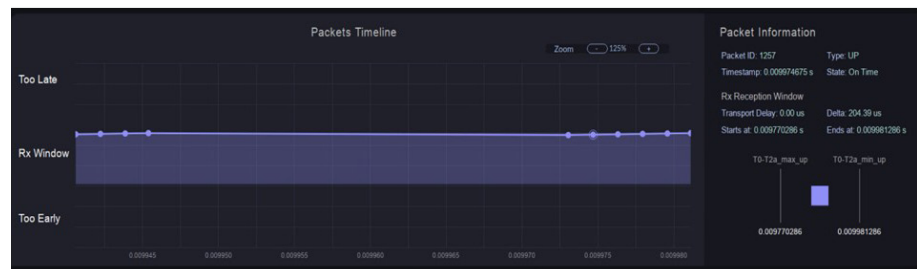 Packets Timeline
Zoom - 125% +
Too Late
Rx Window
Too Early
0.009945 0.009950 0.009955 0.009960 0.009965 0.009970 0.009975 0.009980
Packet Information
Packet ID: 1257 Type: UP
Timestamp: 0.009974675 s State: On Time
Rx Reception Window
Transport Delay: 0.00 us Delta: 204.39 us
Starts at: 0.009770286 s Ends at: 0.009981286 s
T0-T2a_max_up T0-T2a_min_up
0.009770286 0.009981286